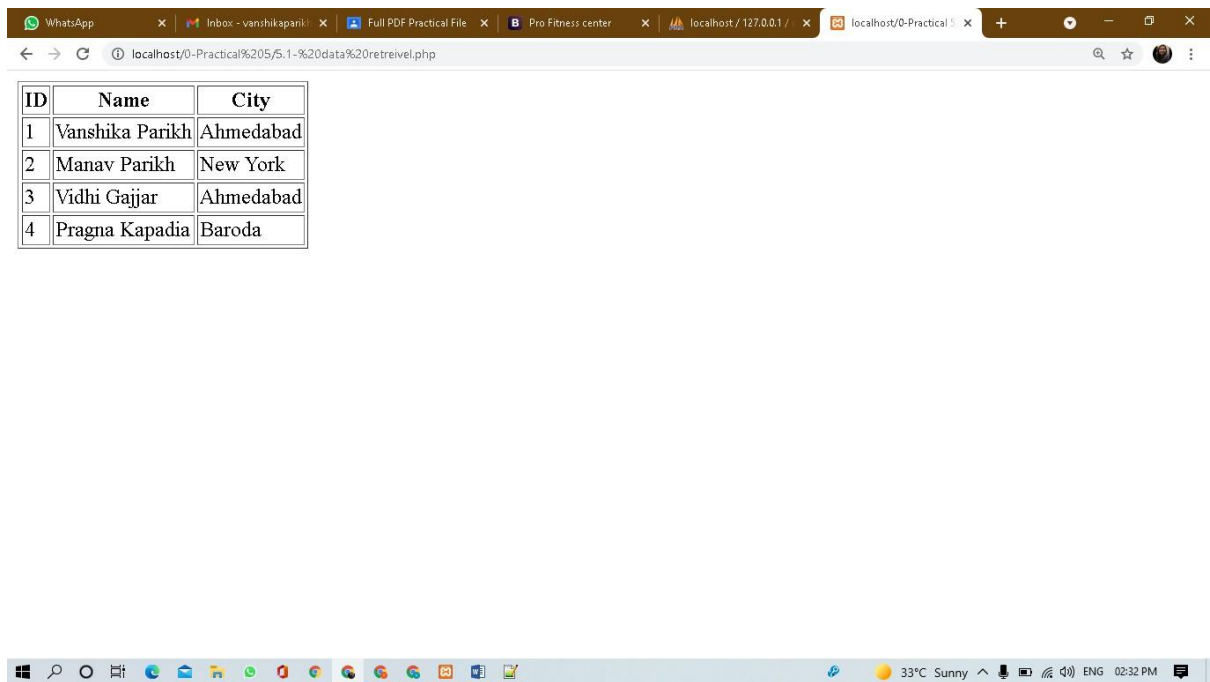 WhatsApp Inbox - vanshikaparikh Full PDF Practical File Pro Fitness center localhost / 127.0.0.1 / localhost/0-Practical 5
localhost/0-Practical%205/5.1-%20data%20retreivel.php
ID Name City
1 Vanshika Parikh Ahmedabad
2 Manav Parikh New York
3 Vidhi Gajjar Ahmedabad
4 Pragna Kapadia Baroda
33°C Sunny ENG 02:32 PM